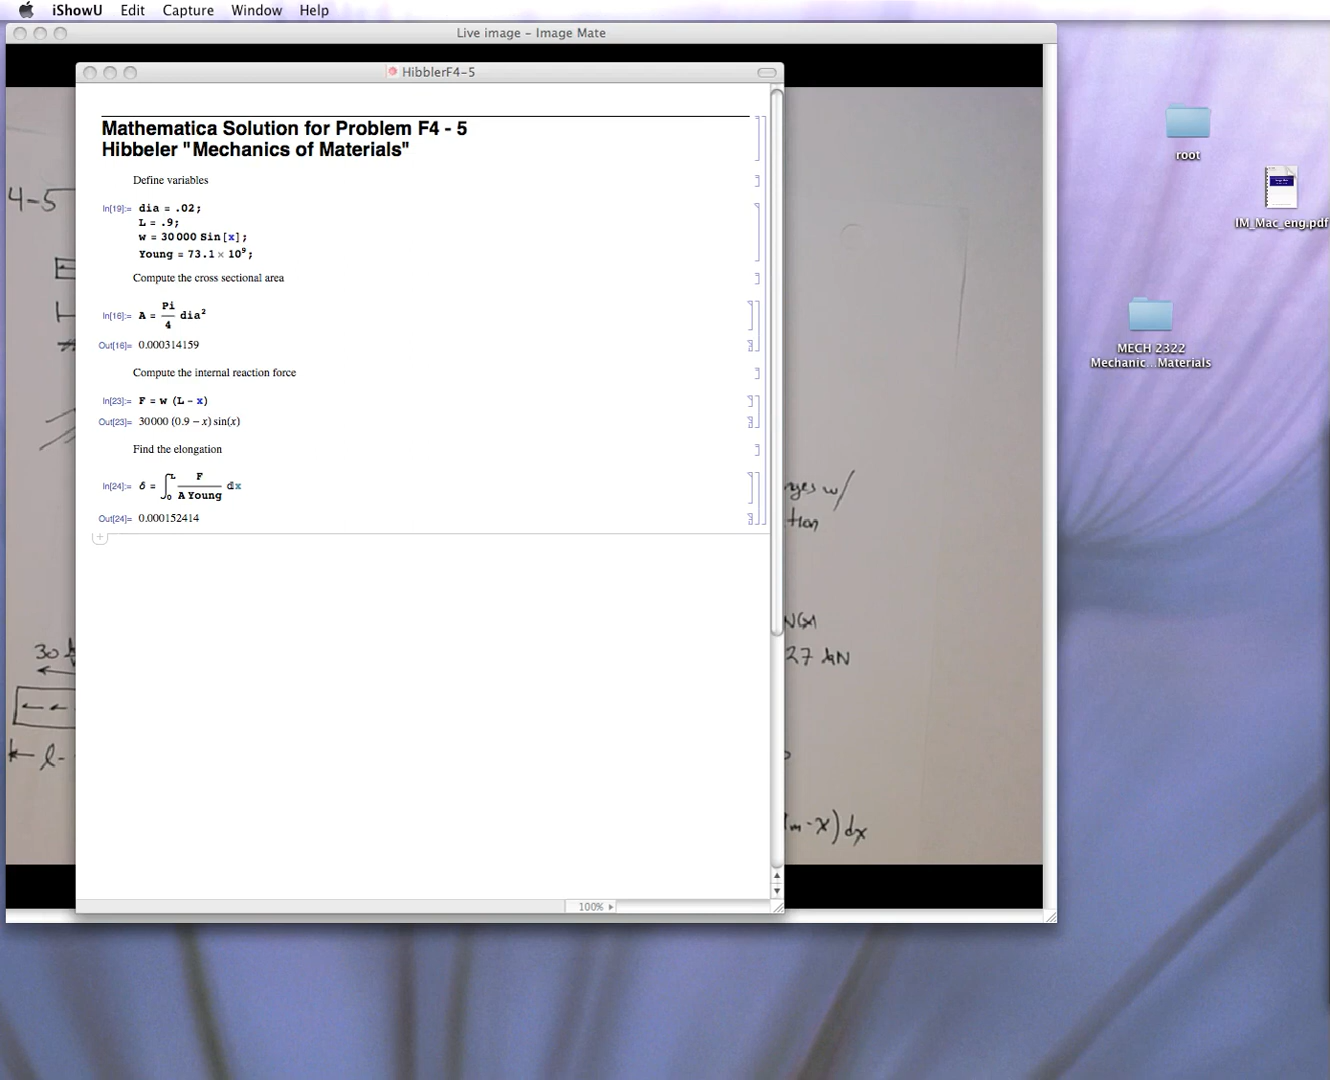 iShowU Edit Capture Window Help
Live image - Image Mate
HibblerF4-5
Mathematica Solution for Problem F4 - 5
Hibbeler "Mechanics of Materials"
Define variables
In[19]:= dia = .02;
L = .9;
w = 30 000 Sin[x];
Young = 73.1 × 10⁹;
Compute the cross sectional area
In[16]:= A = Pi/4 dia²
Out[16]= 0.000314159
Compute the internal reaction force
In[23]:= F = w (L - x)
Out[23]= 30000 (0.9 − x) sin(x)
Find the elongation
In[24]:= δ = ∫₀ᴸ F/(A Young) dx
Out[24]= 0.000152414
100%
4-5
30
l-
w/
N(x)
27 kN
m-x)dx
root
IM_Mac_eng.pdf
MECH 2322
Mechanic...Materials